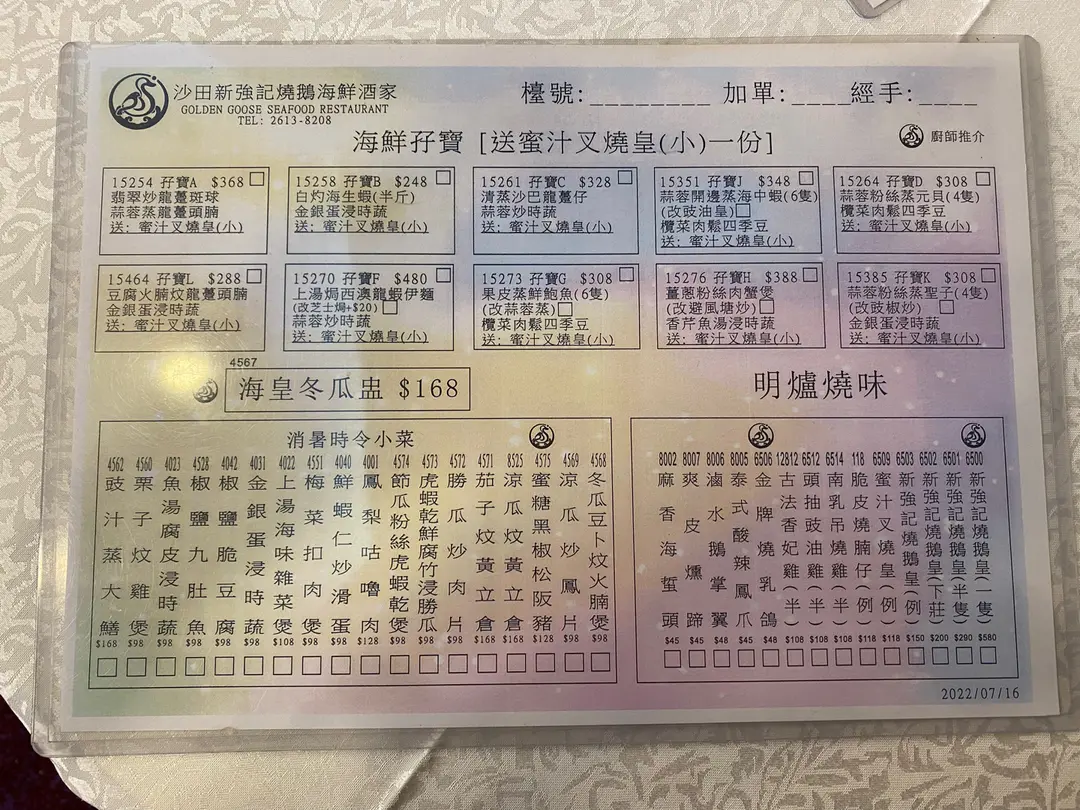 沙田新強記燒鵝海鮮酒家
GOLDEN GOOSE SEAFOOD RESTAURANT
TEL: 2613-8208
檯號:________ 加單:____經手:____
海鮮孖寶 [送蜜汁叉燒皇(小)一份]
廚師推介
15254 孖寶A $368
翡翠炒龍躉斑球
蒜蓉蒸龍躉頭腩
送: 蜜汁叉燒皇(小)
15258 孖寶B $248
白灼海生蝦(半斤)
金銀蛋浸時蔬
送: 蜜汁叉燒皇(小)
15261 孖寶C $328
清蒸沙巴龍躉仔
蒜蓉炒時蔬
送: 蜜汁叉燒皇(小)
15351 孖寶J $348
蒜蓉開邊蒸海中蝦(6隻)
(改豉油皇)
欖菜肉鬆四季豆
送: 蜜汁叉燒皇(小)
15264 孖寶D $308
蒜蓉粉絲蒸元貝(4隻)
欖菜肉鬆四季豆
送: 蜜汁叉燒皇(小)
15464 孖寶L $288
豆腐火腩炆龍躉頭腩
金銀蛋浸時蔬
送: 蜜汁叉燒皇(小)
15270 孖寶F $480
上湯焗西澳龍蝦伊麵
(改芝士焗+$20)
蒜蓉炒時蔬
送: 蜜汁叉燒皇(小)
15273 孖寶G $308
果皮蒸鮮鮑魚(6隻)
(改蒜蓉蒸)
欖菜肉鬆四季豆
送: 蜜汁叉燒皇(小)
15276 孖寶H $388
薑蔥粉絲肉蟹煲
(改避風塘炒)
香芹魚湯浸時蔬
送: 蜜汁叉燒皇(小)
15385 孖寶K $308
蒜蓉粉絲蒸聖子(4隻)
(改豉椒炒)
金銀蛋浸時蔬
送: 蜜汁叉燒皇(小)
4567
海皇冬瓜盅 $168
明爐燒味
消暑時令小菜
4562 豉汁蒸大鱔 $168
4560 栗子炆雞煲 $98
4023 魚湯腐皮浸時蔬 $98
4528 椒鹽九肚魚 $98
4042 椒鹽脆豆腐 $98
4031 金銀蛋浸時蔬 $98
4022 上湯海味雜菜煲 $108
4551 梅菜扣肉煲 $98
4040 鮮蝦仁炒滑蛋 $98
4001 鳳梨咕嚕肉 $128
4574 節瓜粉絲虎蝦乾煲 $98
4573 虎蝦乾鮮腐竹浸勝瓜 $98
4572 勝瓜炒肉片 $98
4571 茄子炆黃立倉 $168
8525 涼瓜炆黃立倉 $168
4575 蜜糖黑椒松阪豬 $98
4569 涼瓜炒鳳片 $98
4568 冬瓜豆卜炆火腩煲 $98
8002 麻香海蜇頭 $45
8007 爽皮燻蹄 $45
8006 滷水鵝掌翼 $48
8005 泰式酸辣鳳爪 $45
6506 金牌燒乳鴿 $48
12812 古法香妃雞(半) $108
6512 頭抽豉油雞(半) $108
6514 南乳吊燒雞(半) $108
118 脆皮燒腩仔(例) $118
6509 蜜汁叉燒皇(例) $118
6503 新強記燒鵝皇(例) $150
6502 新強記燒鵝皇(下莊) $200
6501 新強記燒鵝皇(半隻) $290
6500 新強記燒鵝皇(一隻) $580
2022/07/16